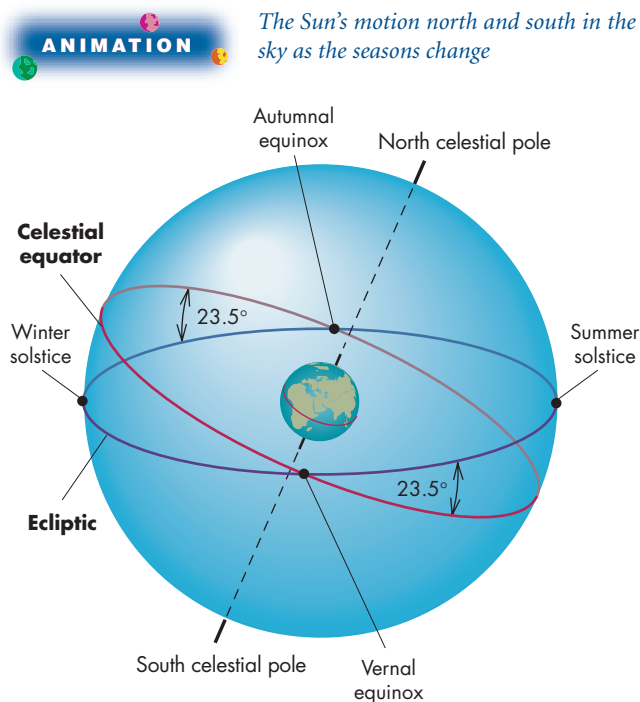 ANIMATION
The Sun's motion north and south in the
sky as the seasons change
Autumnal
equinox
North celestial pole
Celestial
equator
23.5°
Winter
solstice
Summer
solstice
23.5°
Ecliptic
South celestial pole
Vernal
equinox